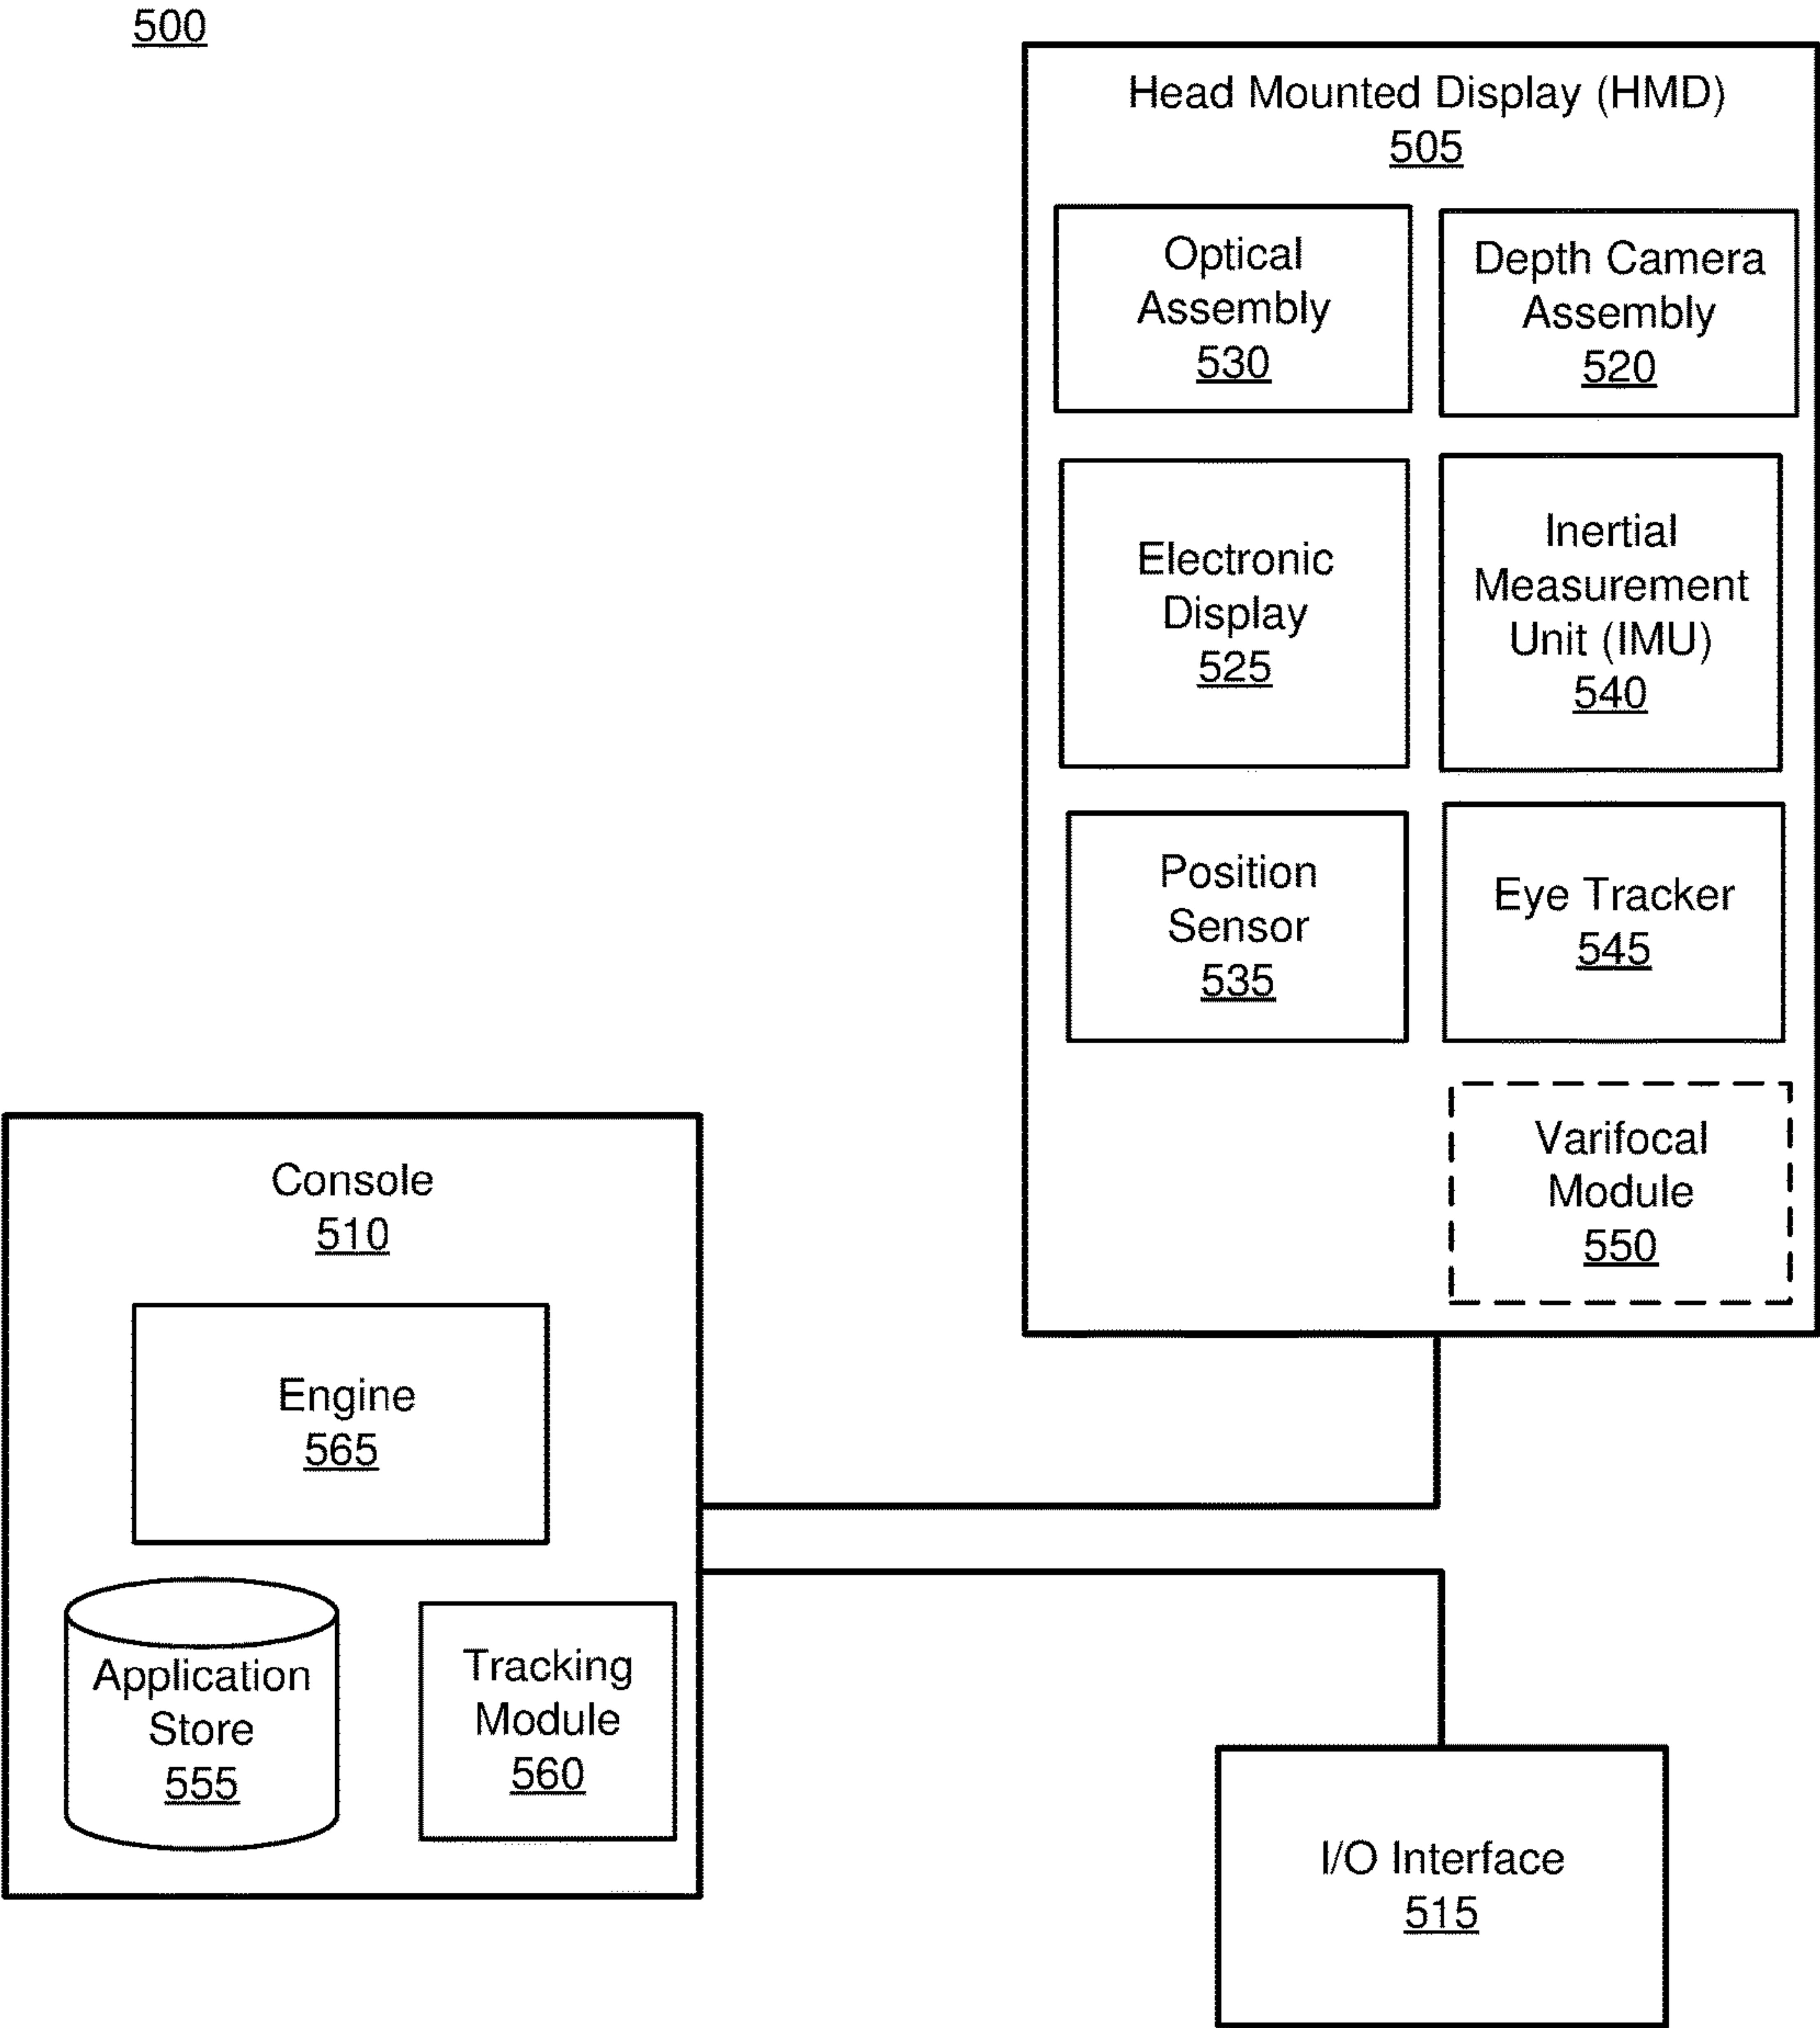 500
Head Mounted Display (HMD)
505
Optical
Assembly
530
Depth Camera
Assembly
520
Electronic
Display
525
Inertial
Measurement
Unit (IMU)
540
Position
Sensor
535
Eye Tracker
545
Varifocal
Module
550
Console
510
Engine
565
Application
Store
555
Tracking
Module
560
I/O Interface
515